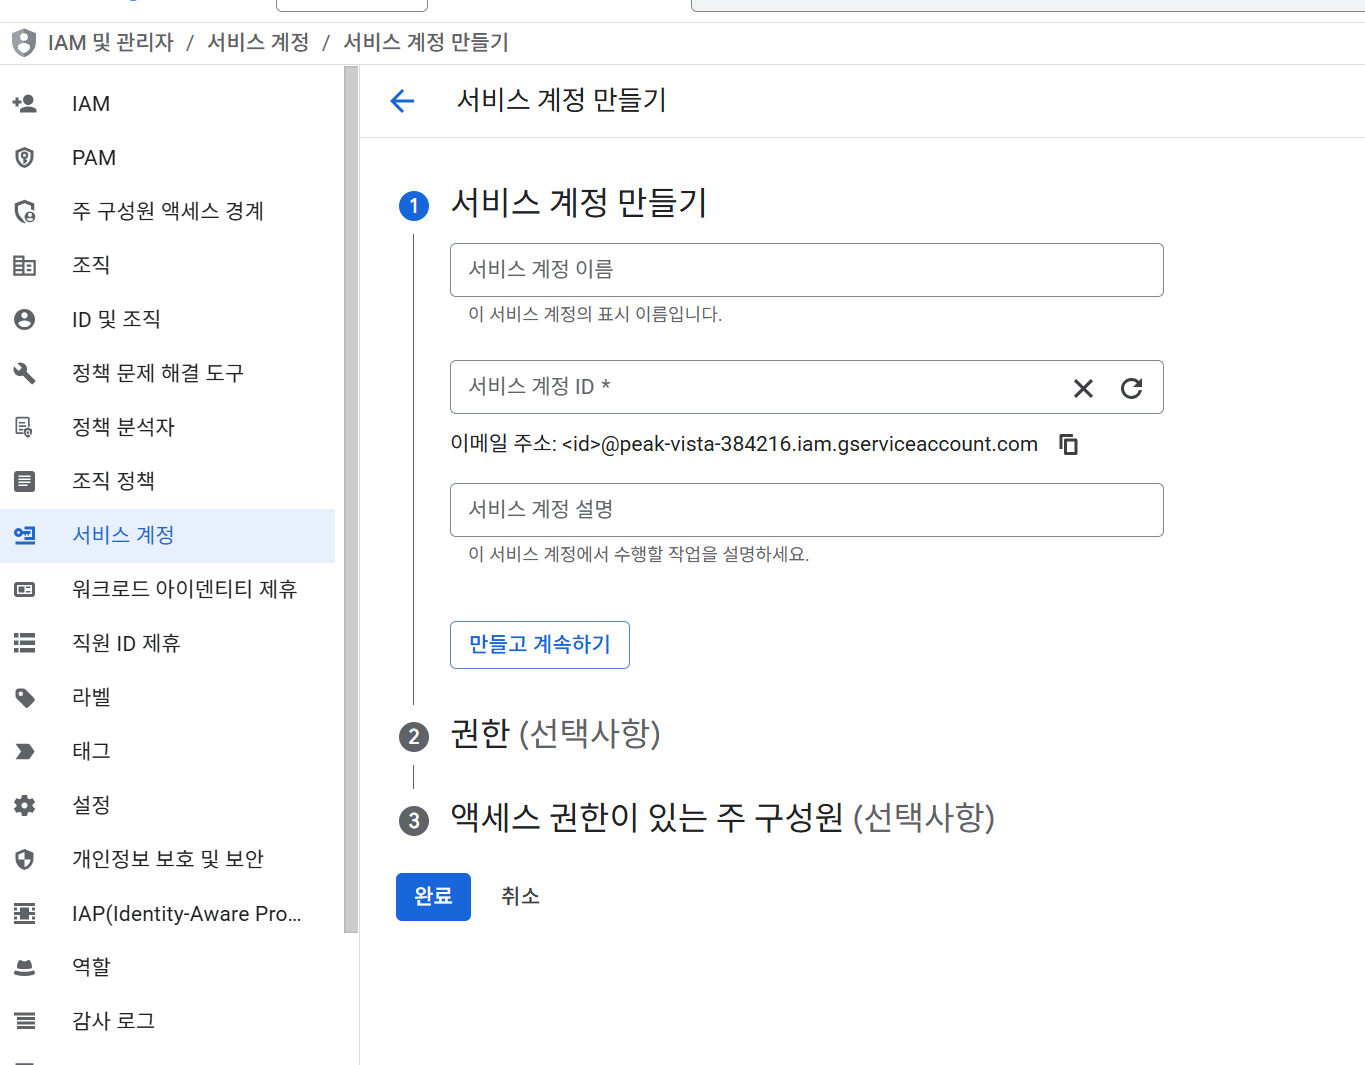 IAM 및 관리자 / 서비스 계정 / 서비스 계정 만들기
IAM
PAM
주 구성원 액세스 경계
조직
ID 및 조직
정책 문제 해결 도구
정책 분석자
조직 정책
서비스 계정
워크로드 아이덴티티 제휴
직원 ID 제휴
라벨
태그
설정
개인정보 보호 및 보안
IAP(Identity-Aware Pro...
역할
감사 로그
서비스 계정 만들기
1 서비스 계정 만들기
서비스 계정 이름
이 서비스 계정의 표시 이름입니다.
서비스 계정 ID *
이메일 주소: <id>@peak-vista-384216.iam.gserviceaccount.com
서비스 계정 설명
이 서비스 계정에서 수행할 작업을 설명하세요.
만들고 계속하기
2 권한 (선택사항)
3 액세스 권한이 있는 주 구성원 (선택사항)
완료 취소